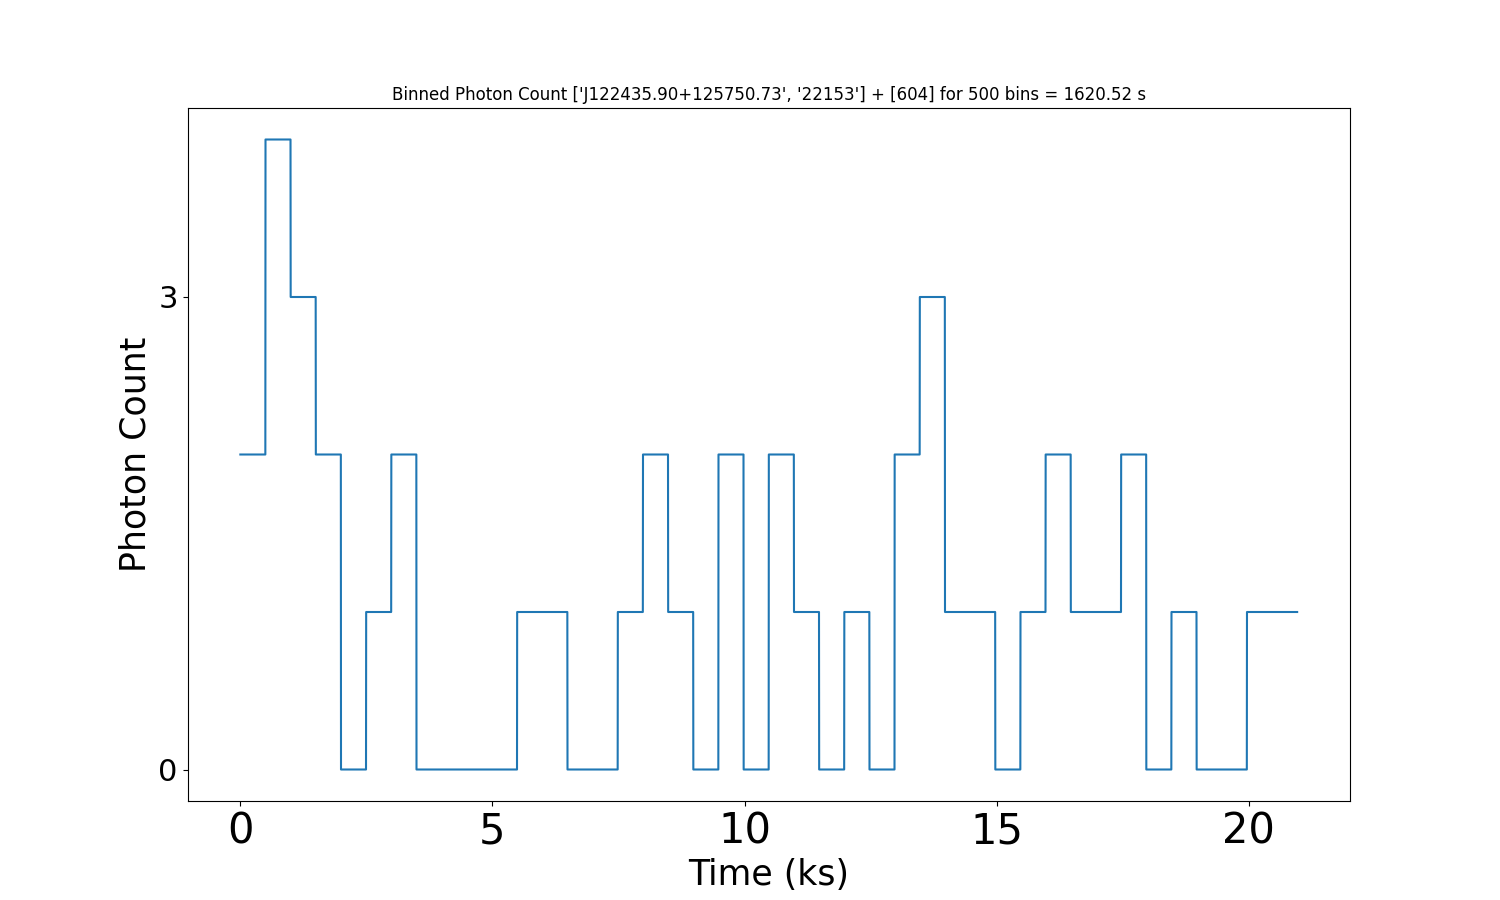 Binned Photon Count ['J122435.90+125750.73', '22153'] + [604] for 500 bins = 1620.52 s
3
Photon Count
0
0 5 10 15 20
Time (ks)